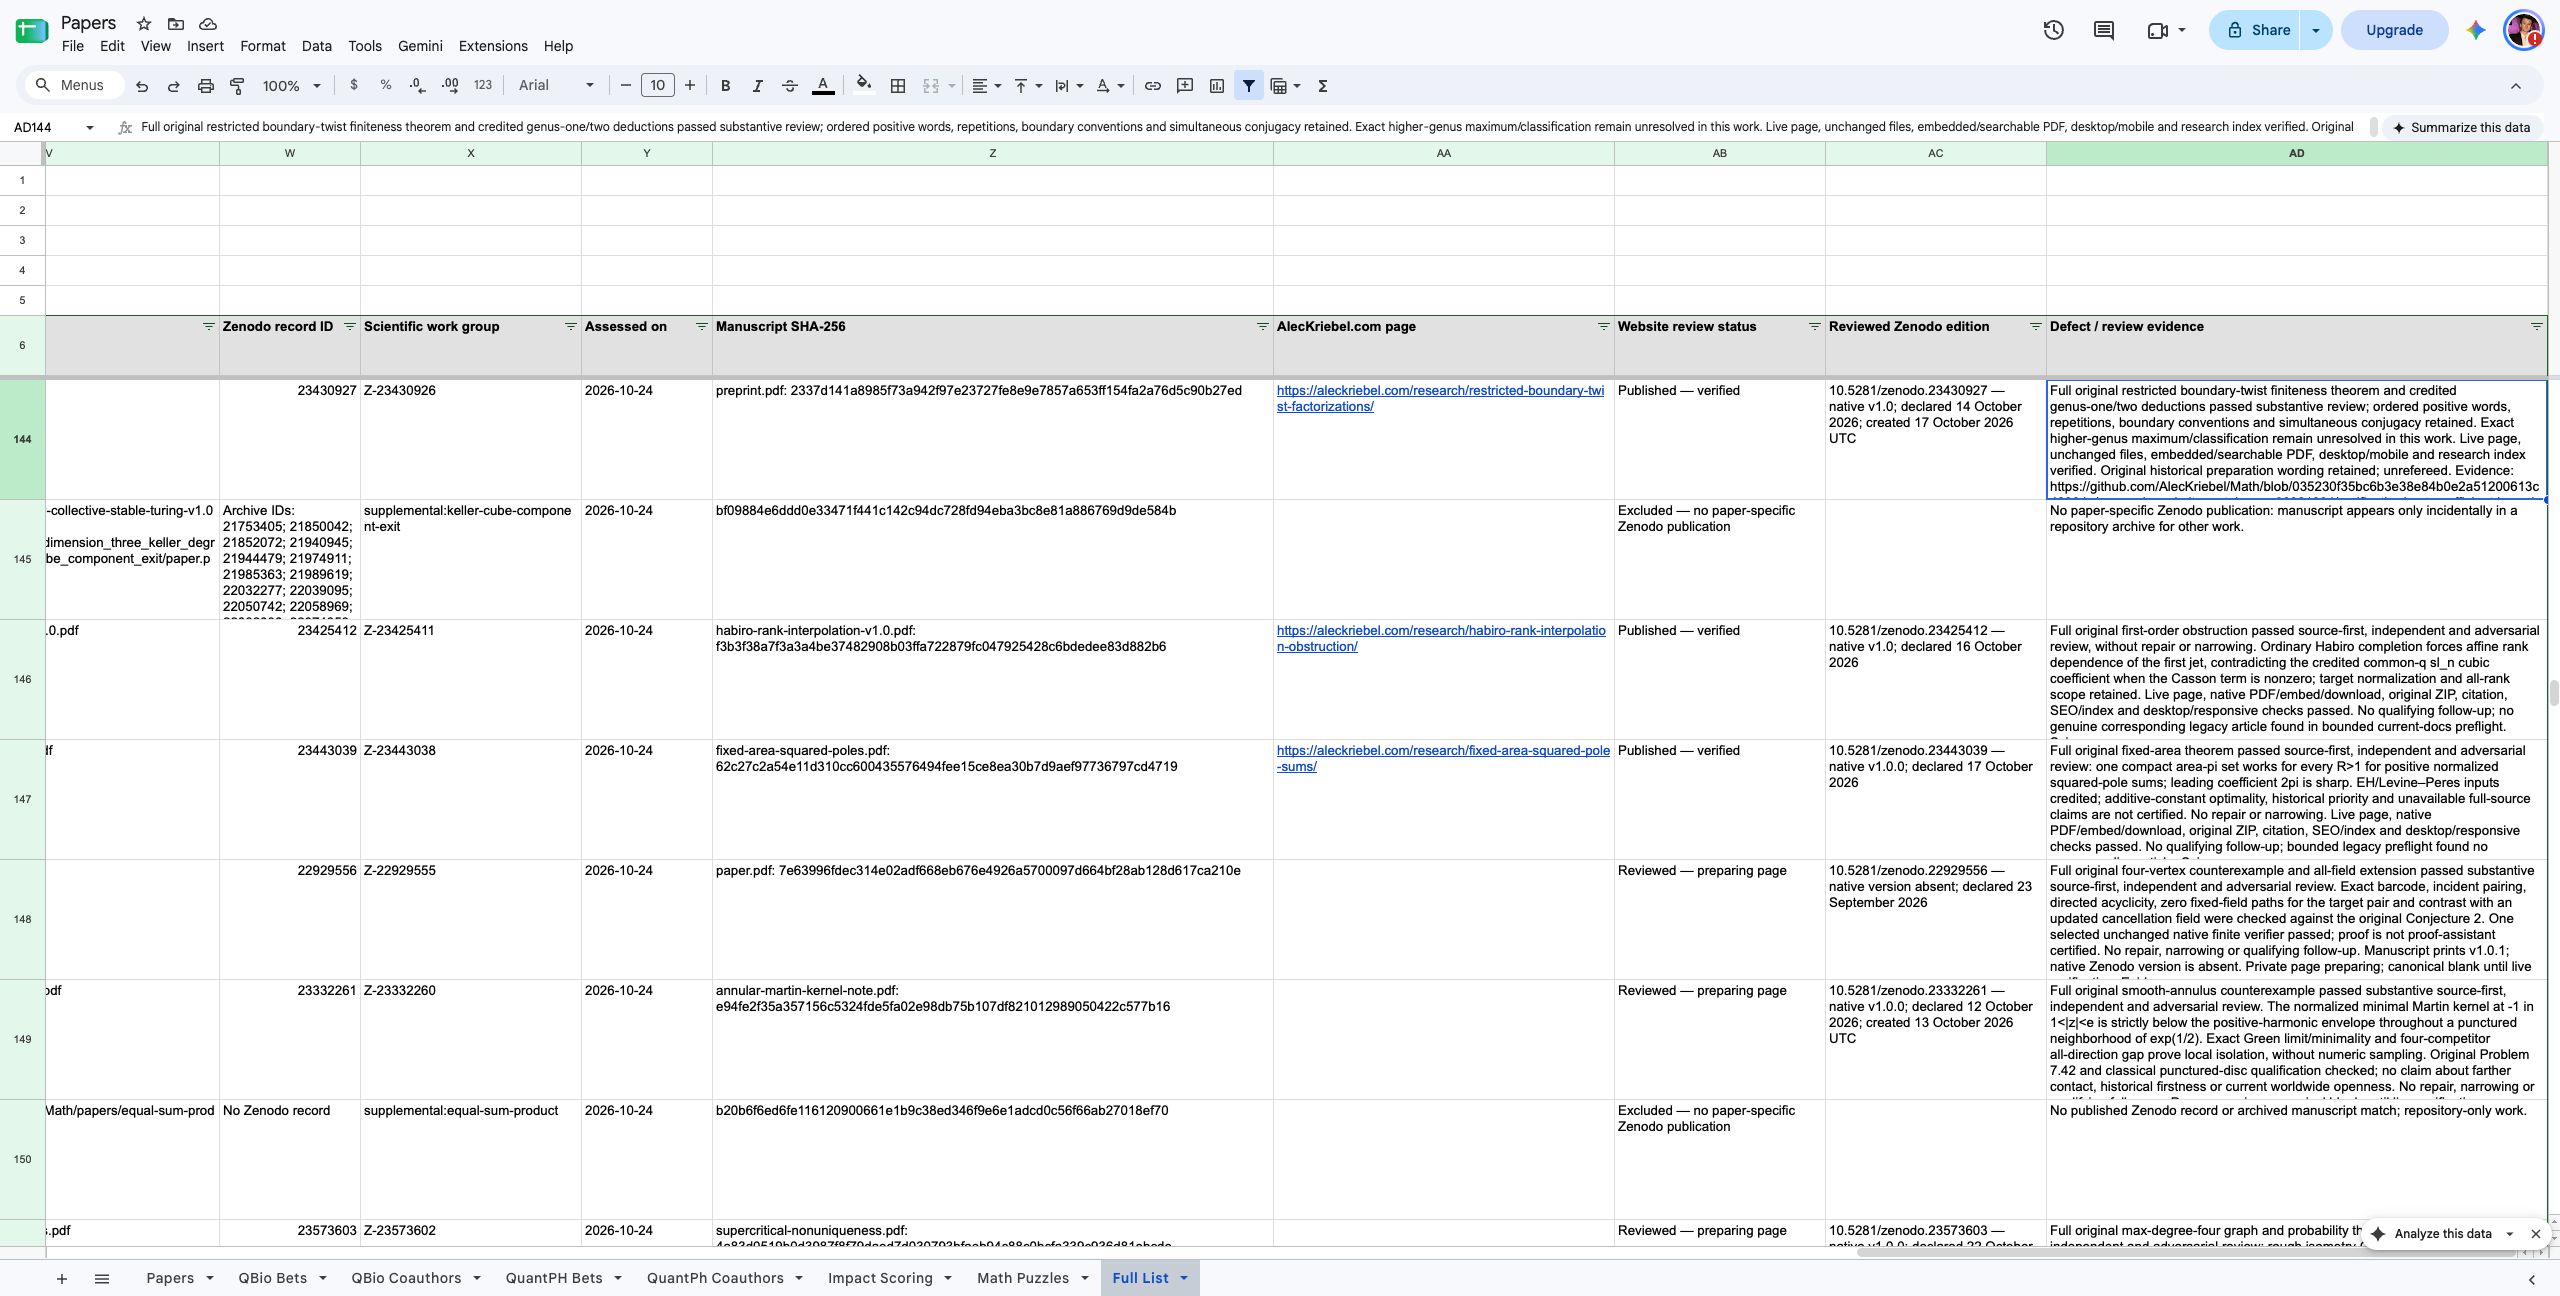 Papers
File Edit View Insert Format Data Tools Gemini Extensions Help
Share
Upgrade
Menus
100%
$ % .0 .00 123
Arial
10
B I A
AD144
fx Full original restricted boundary-twist finiteness theorem and credited genus-one/two deductions passed substantive review; ordered positive words, repetitions, boundary conventions and simultaneous conjugacy retained. Exact higher-genus maximum/classification remain unresolved in this work. Live page, unchanged files, embedded/searchable PDF, desktop/mobile and research index verified. Original
Summarize this data
V W X Y Z AA AB AC AD
1
2
3
4
5
6
Zenodo record ID
Scientific work group
Assessed on
Manuscript SHA-256
AlecKriebel.com page
Website review status
Reviewed Zenodo edition
Defect / review evidence
144
23430927
Z-23430926
2026-10-24
preprint.pdf: 2337d141a8985f73a942f97e23727fe8e9e7857a653ff154fa2a76d5c90b27ed
https://aleckriebel.com/research/restricted-boundary-twi
st-factorizations/
Published — verified
10.5281/zenodo.23430927 —
native v1.0; declared 14 October
2026; created 17 October 2026
UTC
Full original restricted boundary-twist finiteness theorem and credited
genus-one/two deductions passed substantive review; ordered positive words,
repetitions, boundary conventions and simultaneous conjugacy retained. Exact
higher-genus maximum/classification remain unresolved in this work. Live page,
unchanged files, embedded/searchable PDF, desktop/mobile and research index
verified. Original historical preparation wording retained; unrefereed. Evidence:
https://github.com/AlecKriebel/Math/blob/035230f35bc6b3e38e84b0e2a51200613c
145
-collective-stable-turing-v1.0
dimension_three_keller_degr
be_component_exit/paper.p
Archive IDs:
21753405; 21850042;
21852072; 21940945;
21944479; 21974911;
21985363; 21989619;
22032277; 22039095;
22050742; 22058969;
supplemental:keller-cube-compone
nt-exit
2026-10-24
bf09884e6ddd0e33471f441c142c94dc728fd94eba3bc8e81a886769d9de584b
Excluded — no paper-specific
Zenodo publication
No paper-specific Zenodo publication: manuscript appears only incidentally in a
repository archive for other work.
146
.0.pdf
23425412
Z-23425411
2026-10-24
habiro-rank-interpolation-v1.0.pdf:
f3b3f38a7f3a3a4be37482908b03ffa722879fc047925428c6bdedee83d882b6
https://aleckriebel.com/research/habiro-rank-interpolatio
n-obstruction/
Published — verified
10.5281/zenodo.23425412 —
native v1.0; declared 16 October
2026
Full original first-order obstruction passed source-first, independent and adversarial
review, without repair or narrowing. Ordinary Habiro completion forces affine rank
dependence of the first jet, contradicting the credited common-q sl_n cubic
coefficient when the Casson term is nonzero; target normalization and all-rank
scope retained. Live page, native PDF/embed/download, original ZIP, citation,
SEO/index and desktop/responsive checks passed. No qualifying follow-up; no
genuine corresponding legacy article found in bounded current-docs preflight.
147
df
23443039
Z-23443038
2026-10-24
fixed-area-squared-poles.pdf:
62c27c2a54e11d310cc600435576494fee15ce8ea30b7d9aef97736797cd4719
https://aleckriebel.com/research/fixed-area-squared-pole
-sums/
Published — verified
10.5281/zenodo.23443039 —
native v1.0.0; declared 17 October
2026
Full original fixed-area theorem passed source-first, independent and adversarial
review: one compact area-pi set works for every R>1 for positive normalized
squared-pole sums; leading coefficient 2pi is sharp. EH/Levine–Peres inputs
credited; additive-constant optimality, historical priority and unavailable full-source
claims are not certified. No repair or narrowing. Live page, native
PDF/embed/download, original ZIP, citation, SEO/index and desktop/responsive
checks passed. No qualifying follow-up; bounded legacy preflight found no
148
22929556
Z-22929555
2026-10-24
paper.pdf: 7e63996fdec314e02adf668eb676e4926a5700097d664bf28ab128d617ca210e
Reviewed — preparing page
10.5281/zenodo.22929556 —
native version absent; declared 23
September 2026
Full original four-vertex counterexample and all-field extension passed substantive
source-first, independent and adversarial review. Exact barcode, incident pairing,
directed acyclicity, zero fixed-field paths for the target pair and contrast with an
updated cancellation field were checked against the original Conjecture 2. One
selected unchanged native finite verifier passed; proof is not proof-assistant
certified. No repair, narrowing or qualifying follow-up. Manuscript prints v1.0.1;
native Zenodo version is absent. Private page preparing; canonical blank until live
149
odf
23332261
Z-23332260
2026-10-24
annular-martin-kernel-note.pdf:
e94fe2f35a357156c5324fde5fa02e98db75b107df821012989050422c577b16
Reviewed — preparing page
10.5281/zenodo.23332261 —
native v1.0.0; declared 12 October
2026; created 13 October 2026
UTC
Full original smooth-annulus counterexample passed substantive source-first,
independent and adversarial review. The normalized minimal Martin kernel at -1 in
1<|z|<e is strictly below the positive-harmonic envelope throughout a punctured
neighborhood of exp(1/2). Exact Green limit/minimality and four-competitor
all-direction gap prove local isolation, without numeric sampling. Original Problem
7.42 and classical punctured-disc qualification checked; no claim about farther
contact, historical firstness or current worldwide openness. No repair, narrowing or
150
Math/papers/equal-sum-prod
No Zenodo record
supplemental:equal-sum-product
2026-10-24
b20b6f6ed6fe116120900661e1b9c38ed346f9e6e1adcd0c56f66ab27018ef70
Excluded — no paper-specific
Zenodo publication
No published Zenodo record or archived manuscript match; repository-only work.
s.pdf
23573603
Z-23573602
2026-10-24
supercritical-nonuniqueness.pdf:
Reviewed — preparing page
10.5281/zenodo.23573603 —
Full original max-degree-four graph and probability
Analyze this data
Papers
QBio Bets
QBio Coauthors
QuantPH Bets
QuantPh Coauthors
Impact Scoring
Math Puzzles
Full List